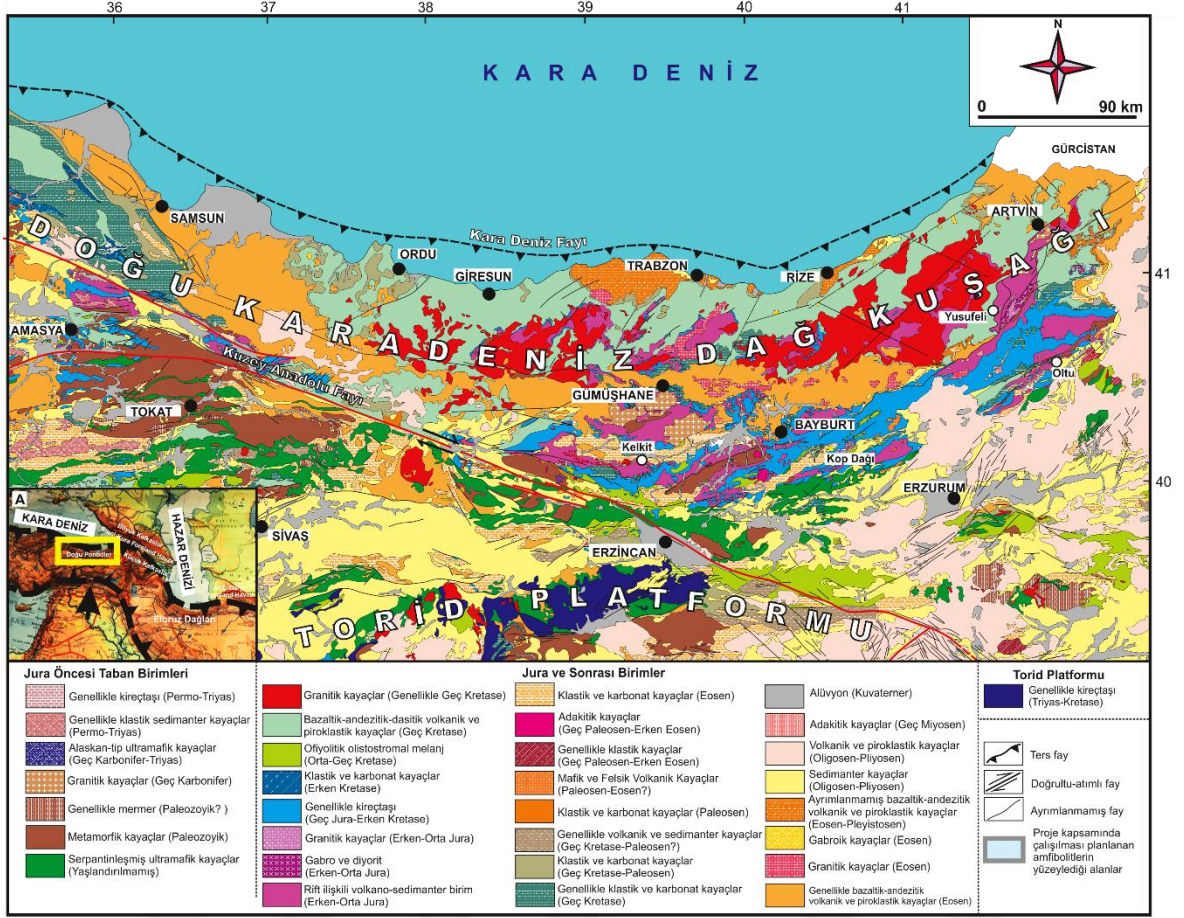 36 37 38 39 40 41
KARA DENİZ
N
0 90 km
GÜRCİSTAN
SAMSUN
ARTVİN
Kara Deniz Fayı
ORDU
TRABZON
RİZE
GİRESUN
41
DOĞU KARADENİZ DAĞ KUŞAĞI
Yusufeli
AMASYA
Kuzey Anadolu Fayı
Oltu
GÜMÜŞHANE
TOKAT
BAYBURT
Kelkit
Kop Dağı
40
ERZURUM
A
KARA DENİZ
HAZAR DENİZİ
Doğu Pontidler
Elbruz Dağları
SİVAS
ERZİNCAN
TORİD PLATFORMU
Jura Öncesi Taban Birimleri
Genellikle kireçtaşı (Permo-Triyas)
Genellikle klastik sedimanter kayaçlar
(Permo-Triyas)
Alaskan-tip ultramafik kayaçlar
(Geç Karbonifer-Triyas)
Granitik kayaçlar (Geç Karbonifer)
Genellikle mermer (Paleozoyik? )
Metamorfik kayaçlar (Paleozoyik)
Serpantinleşmiş ultramafik kayaçlar
(Yaşlandırılmamış)
Jura ve Sonrası Birimler
Granitik kayaçlar (Genellikle Geç Kretase)
Bazaltik-andezitik-dasitik volkanik ve
piroklastik kayaçlar (Geç Kretase)
Ofiyolitik olistostromal melanj
(Orta-Geç Kretase)
Klastik ve karbonat kayaçlar
(Erken Kretase)
Genellikle kireçtaşı
(Geç Jura-Erken Kretase)
Granitik kayaçlar (Erken-Orta Jura)
Gabro ve diyorit
(Erken-Orta Jura)
Rift ilişkili volkano-sedimanter birim
(Erken-Orta Jura)
Klastik ve karbonat kayaçlar (Eosen)
Adakitik kayaçlar
(Geç Paleosen-Erken Eosen)
Genellikle klastik kayaçlar
(Geç Paleosen-Erken Eosen)
Mafik ve Felsik Volkanik Kayaçlar
(Paleosen-Eosen?)
Klastik ve karbonat kayaçlar (Paleosen)
Genellikle volkanik ve sedimanter kayaçlar
(Geç Kretase-Paleosen?)
Klastik ve karbonat kayaçlar
(Geç Kretase-Paleosen)
Genellikle klastik ve karbonat kayaçlar
(Geç Kretase)
Alüvyon (Kuvaterner)
Adakitik kayaçlar (Geç Miyosen)
Volkanik ve piroklastik kayaçlar
(Oligosen-Pliyosen)
Sedimanter kayaçlar
(Oligosen-Pliyosen)
Ayrımlanmamış bazaltik-andezitik
volkanik ve piroklastik kayaçlar
(Eosen-Pleyistosen)
Gabroik kayaçlar (Eosen)
Granitik kayaçlar (Eosen)
Genellikle bazaltik-andezitik
volkanik ve piroklastik kayaçlar (Eosen)
Torid Platformu
Genellikle kireçtaşı
(Triyas-Kretase)
Ters fay
Doğrultu-atımlı fay
Ayrımlanmamış fay
Proje kapsamında
çalışılması planlanan
amfibolitlerin
yüzeylediği alanlar